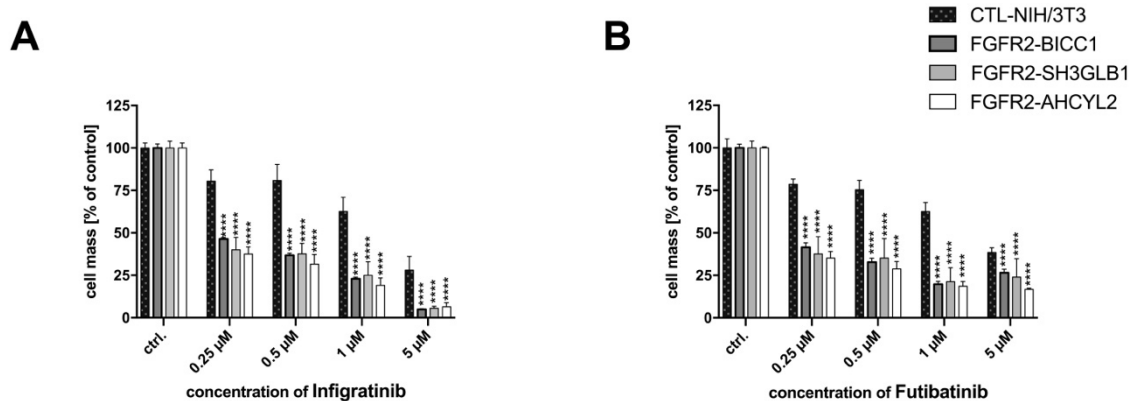 A
B
CTL-NIH/3T3
FGFR2-BICC1
FGFR2-SH3GLB1
FGFR2-AHCYL2
cell mass [% of control]
125
100
75
50
25
0
**** **** ****
**** **** ****
**** **** ****
**** **** ****
ctrl.
0.25 µM
0.5 µM
1 µM
5 µM
concentration of Infigratinib
cell mass [% of control]
125
100
75
50
25
0
**** **** ****
**** **** ****
**** **** ****
**** **** ****
ctrl.
0.25 µM
0.5 µM
1 µM
5 µM
concentration of Futibatinib